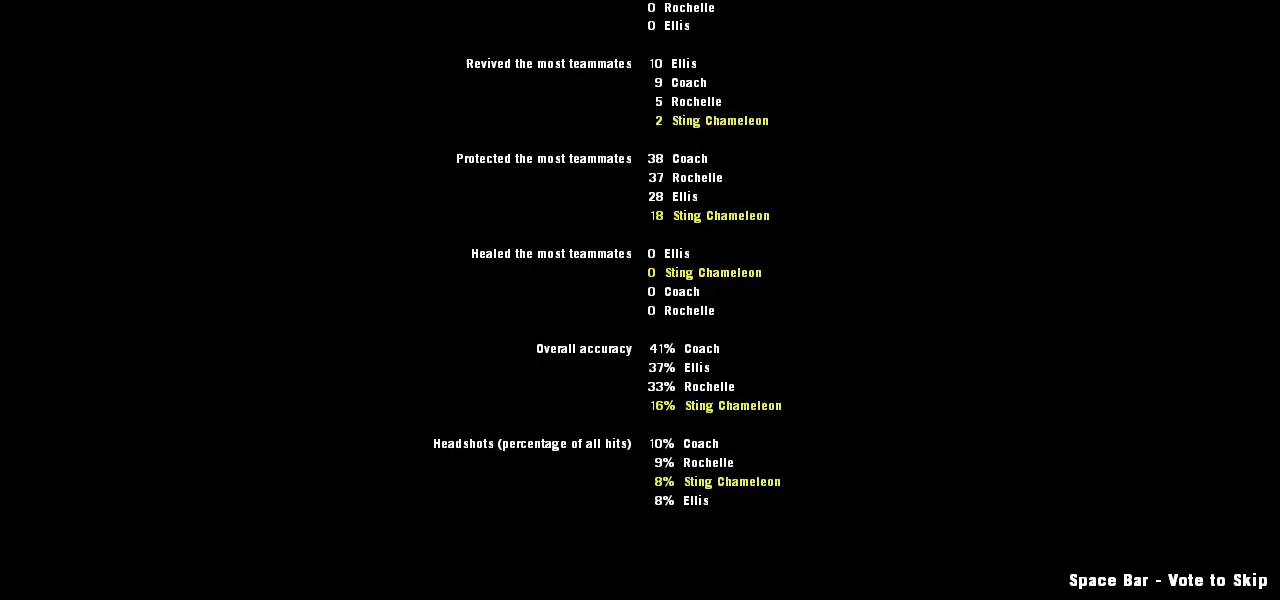 0 Rochelle
0 Ellis
Revived the most teammates 10 Ellis
9 Coach
5 Rochelle
2 Sting Chameleon
Protected the most teammates 38 Coach
37 Rochelle
28 Ellis
18 Sting Chameleon
Healed the most teammates 0 Ellis
0 Sting Chameleon
0 Coach
0 Rochelle
Overall accuracy 41% Coach
37% Ellis
33% Rochelle
16% Sting Chameleon
Headshots (percentage of all hits) 10% Coach
9% Rochelle
8% Sting Chameleon
8% Ellis
Space Bar - Vote to Skip